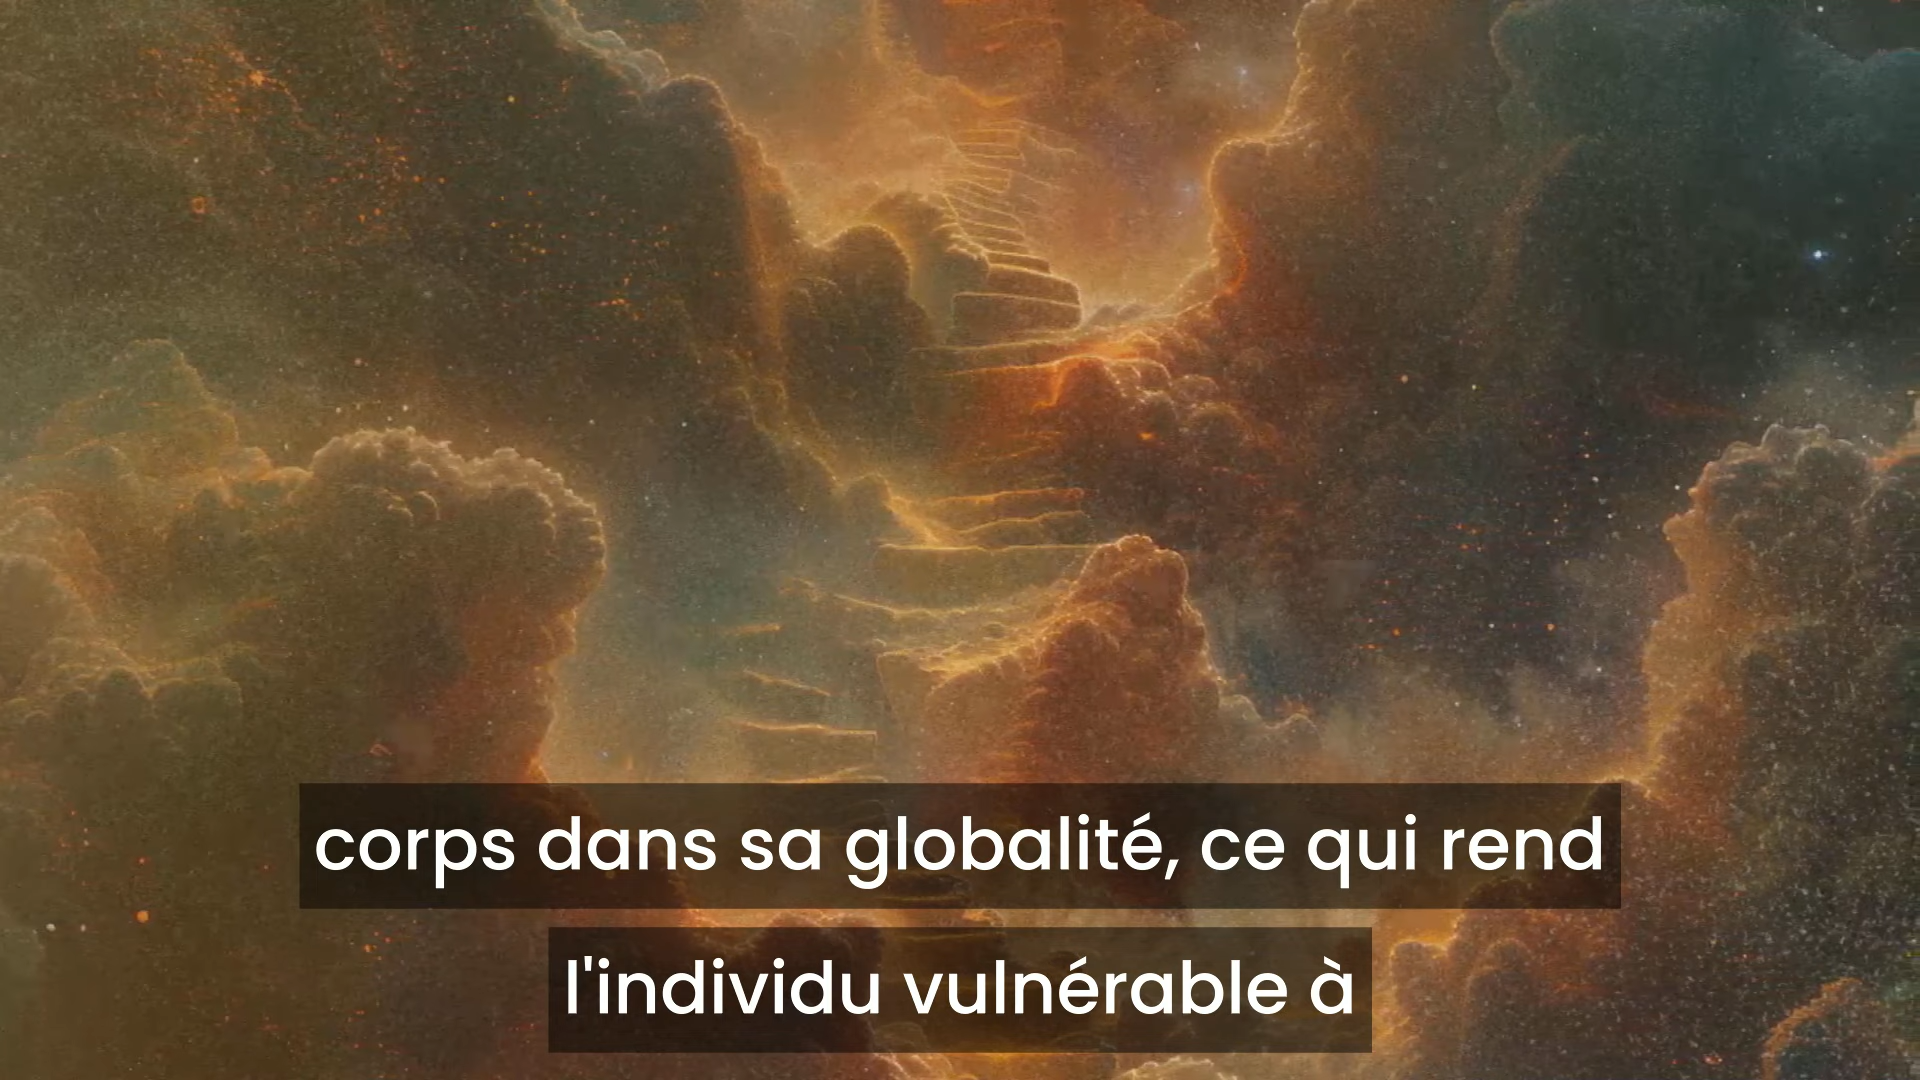 corps dans sa globalité, ce qui rend
l'individu vulnérable à